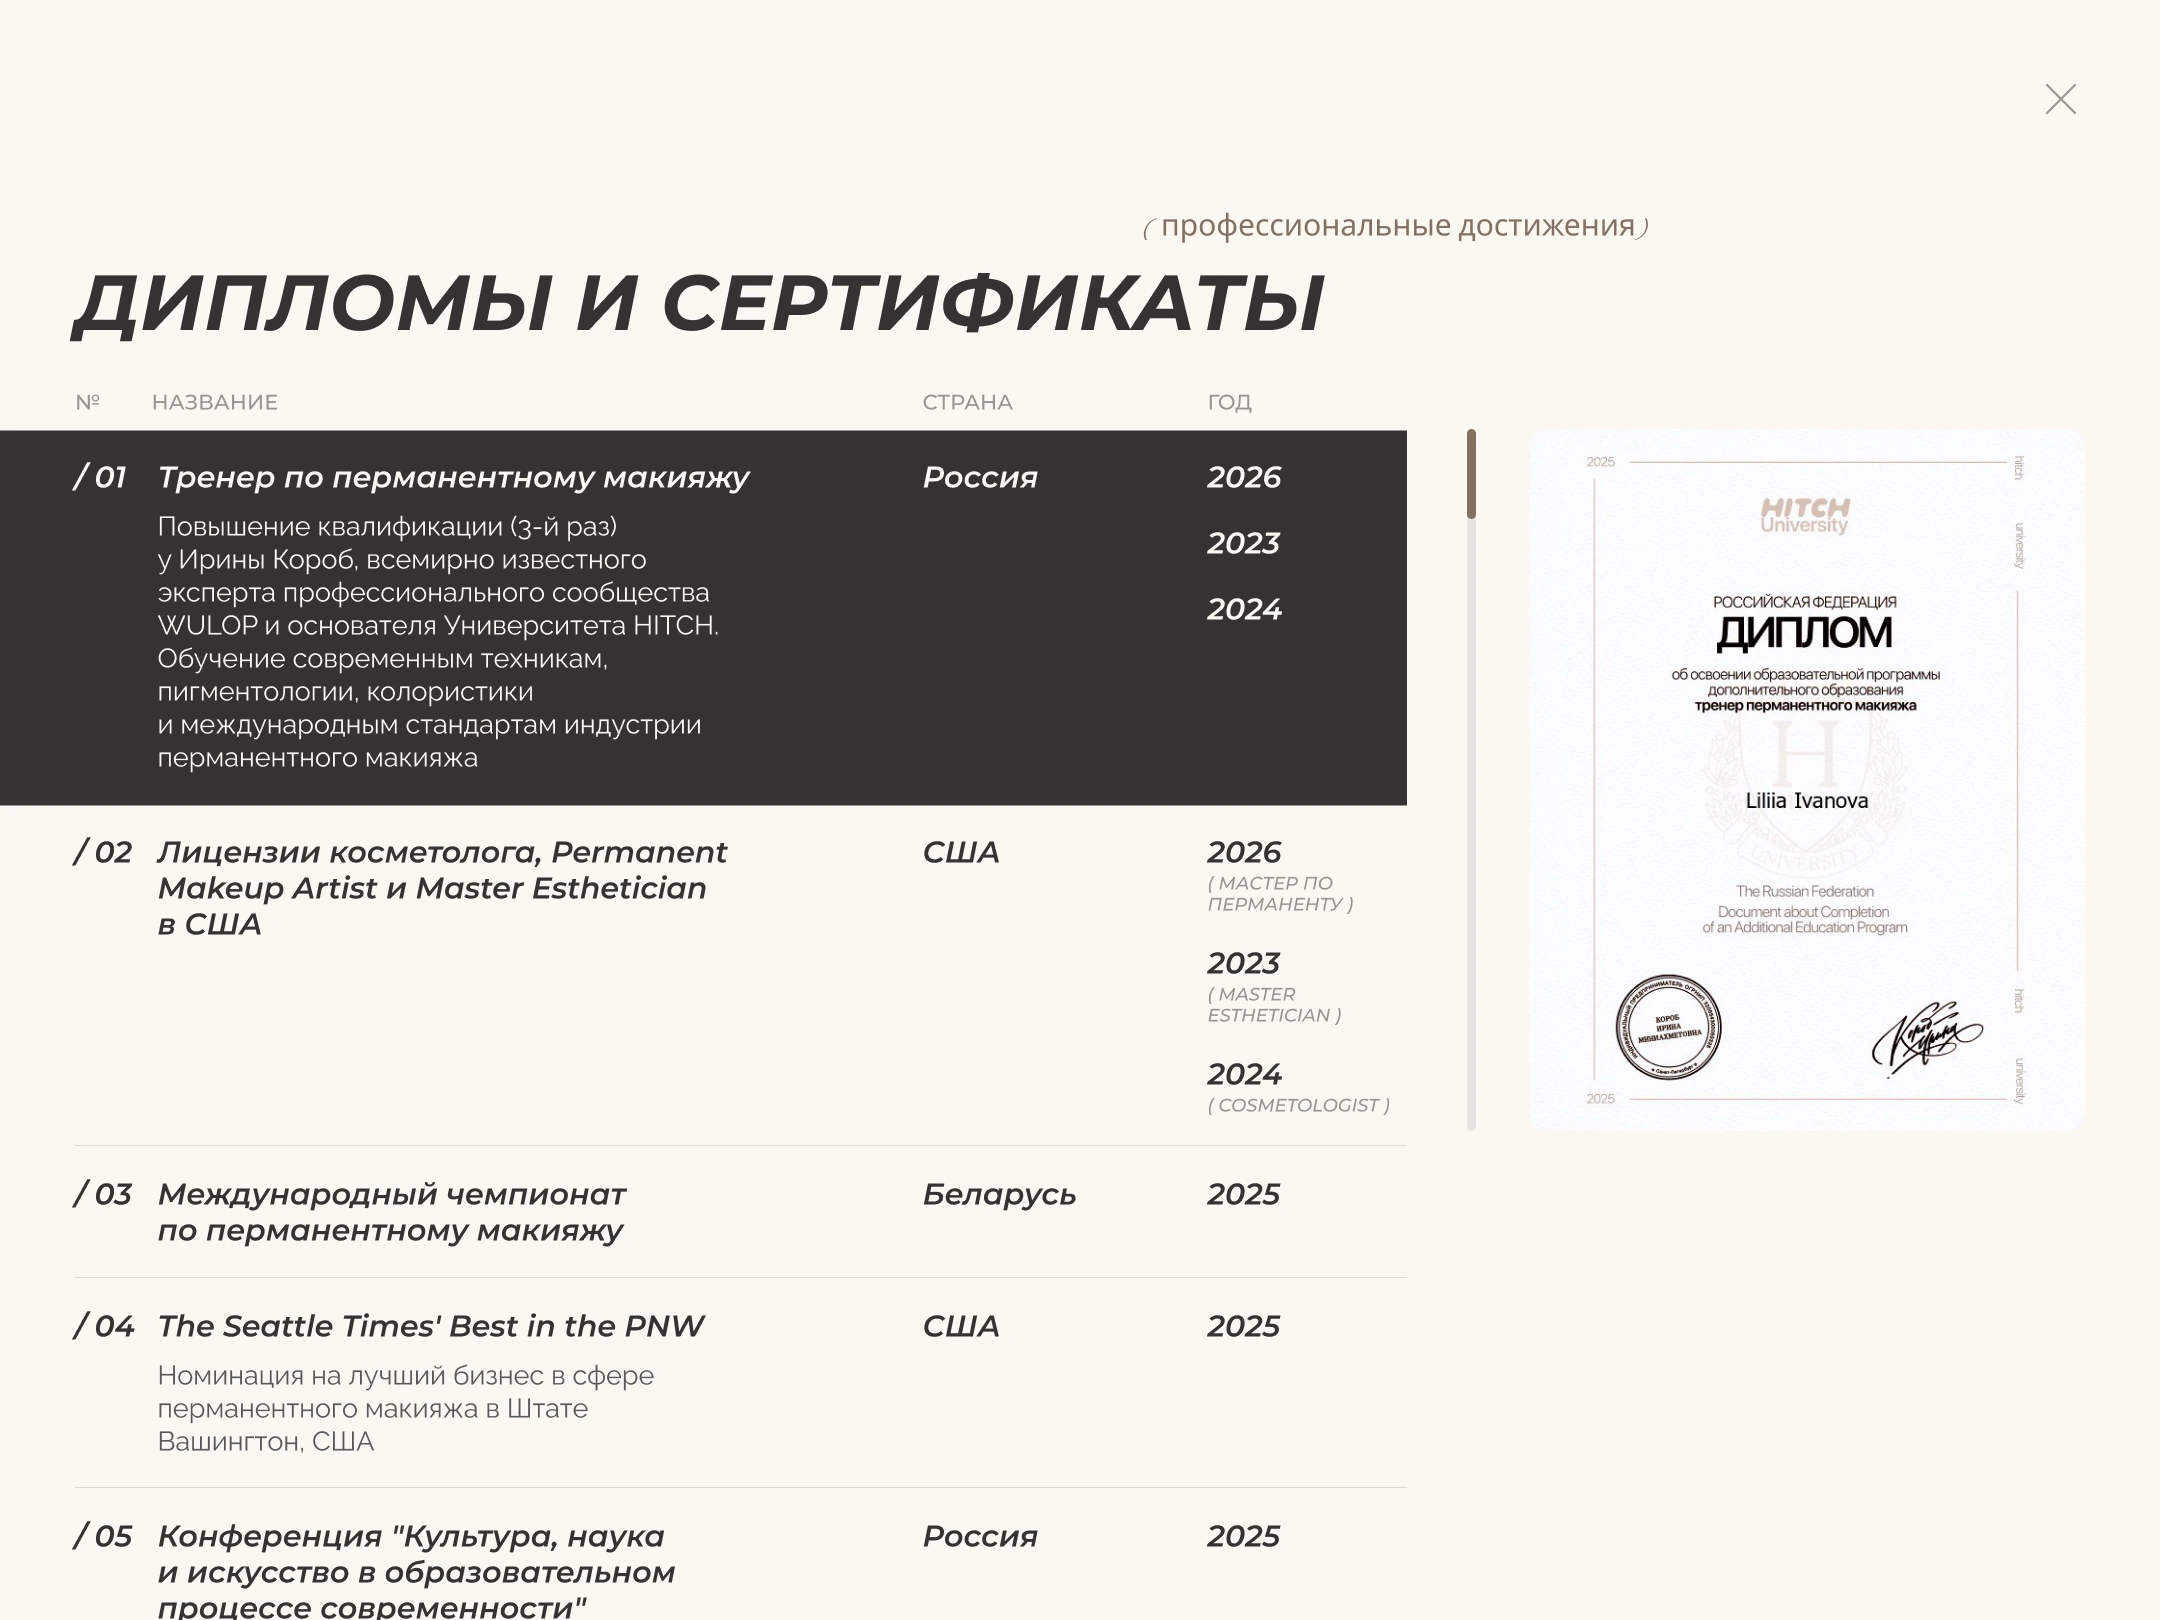 ( профессиональные достижения)
ДИПЛОМЫ И СЕРТИФИКАТЫ
№ НАЗВАНИЕ СТРАНА ГОД
/ 01 Тренер по перманентному макияжу Россия 2026
Повышение квалификации (3-й раз)
у Ирины Короб, всемирно известного
эксперта профессионального сообщества
WULOP и основателя Университета HITCH.
Обучение современным техникам,
пигментологии, колористики
и международным стандартам индустрии
перманентного макияжа
2023
2024
/ 02 Лицензии косметолога, Permanent
Makeup Artist и Master Esthetician
в США
США
2026
( МАСТЕР ПО
ПЕРМАНЕНТУ )
2023
( MASTER
ESTHETICIAN )
2024
( COSMETOLOGIST )
/ 03 Международный чемпионат
по перманентному макияжу
Беларусь 2025
/ 04 The Seattle Times' Best in the PNW США 2025
Номинация на лучший бизнес в сфере
перманентного макияжа в Штате
Вашингтон, США
/ 05 Конференция "Культура, наука
и искусство в образовательном
процессе современности"
Россия 2025
2025
hitch
university
HITCH
University
РОССИЙСКАЯ ФЕДЕРАЦИЯ
ДИПЛОМ
об освоении образовательной программы
дополнительного образования
тренер перманентного макияжа
H
Liliia Ivanova
UNIVERSITY
The Russian Federation
Document about Completion
of an Additional Education Program
КОРОБ
ИРИНА
МИННИАХМЕТОВНА
Короб
Ирина
hitch
university
2025